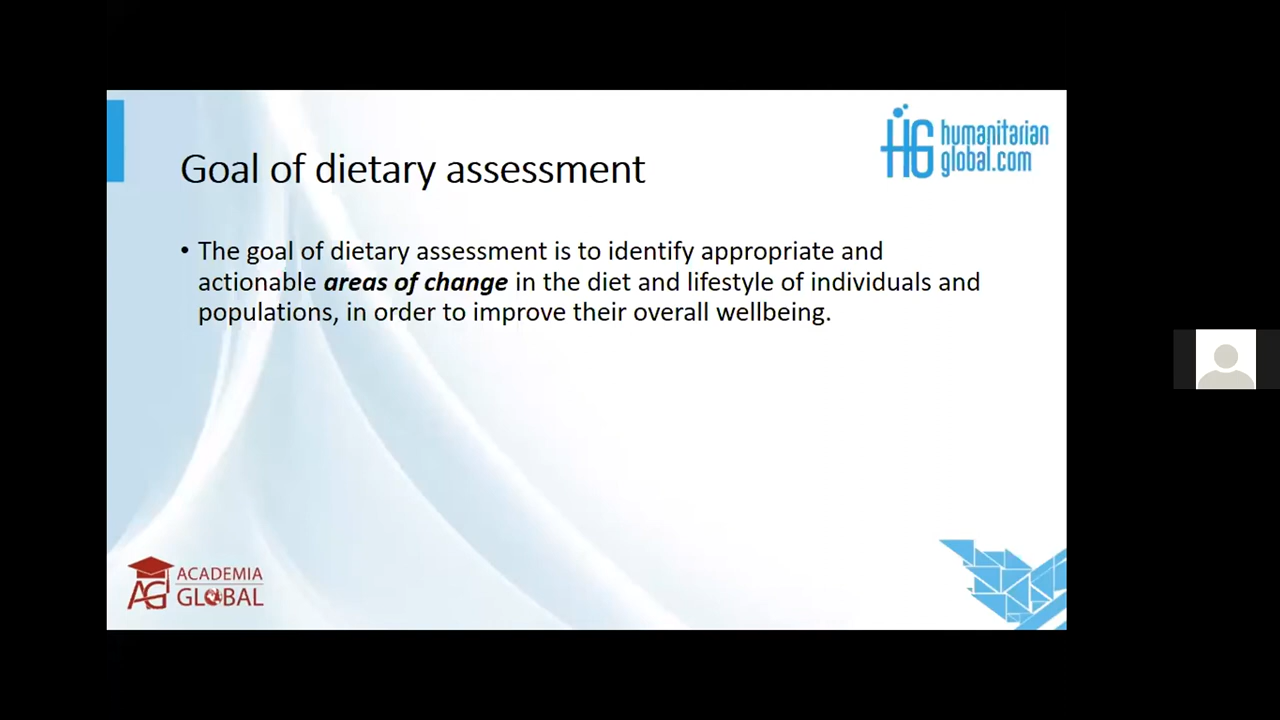 HG humanitarian
global.com
Goal of dietary assessment
• The goal of dietary assessment is to identify appropriate and
actionable areas of change in the diet and lifestyle of individuals and
populations, in order to improve their overall wellbeing.
AG ACADEMIA
GLOBAL